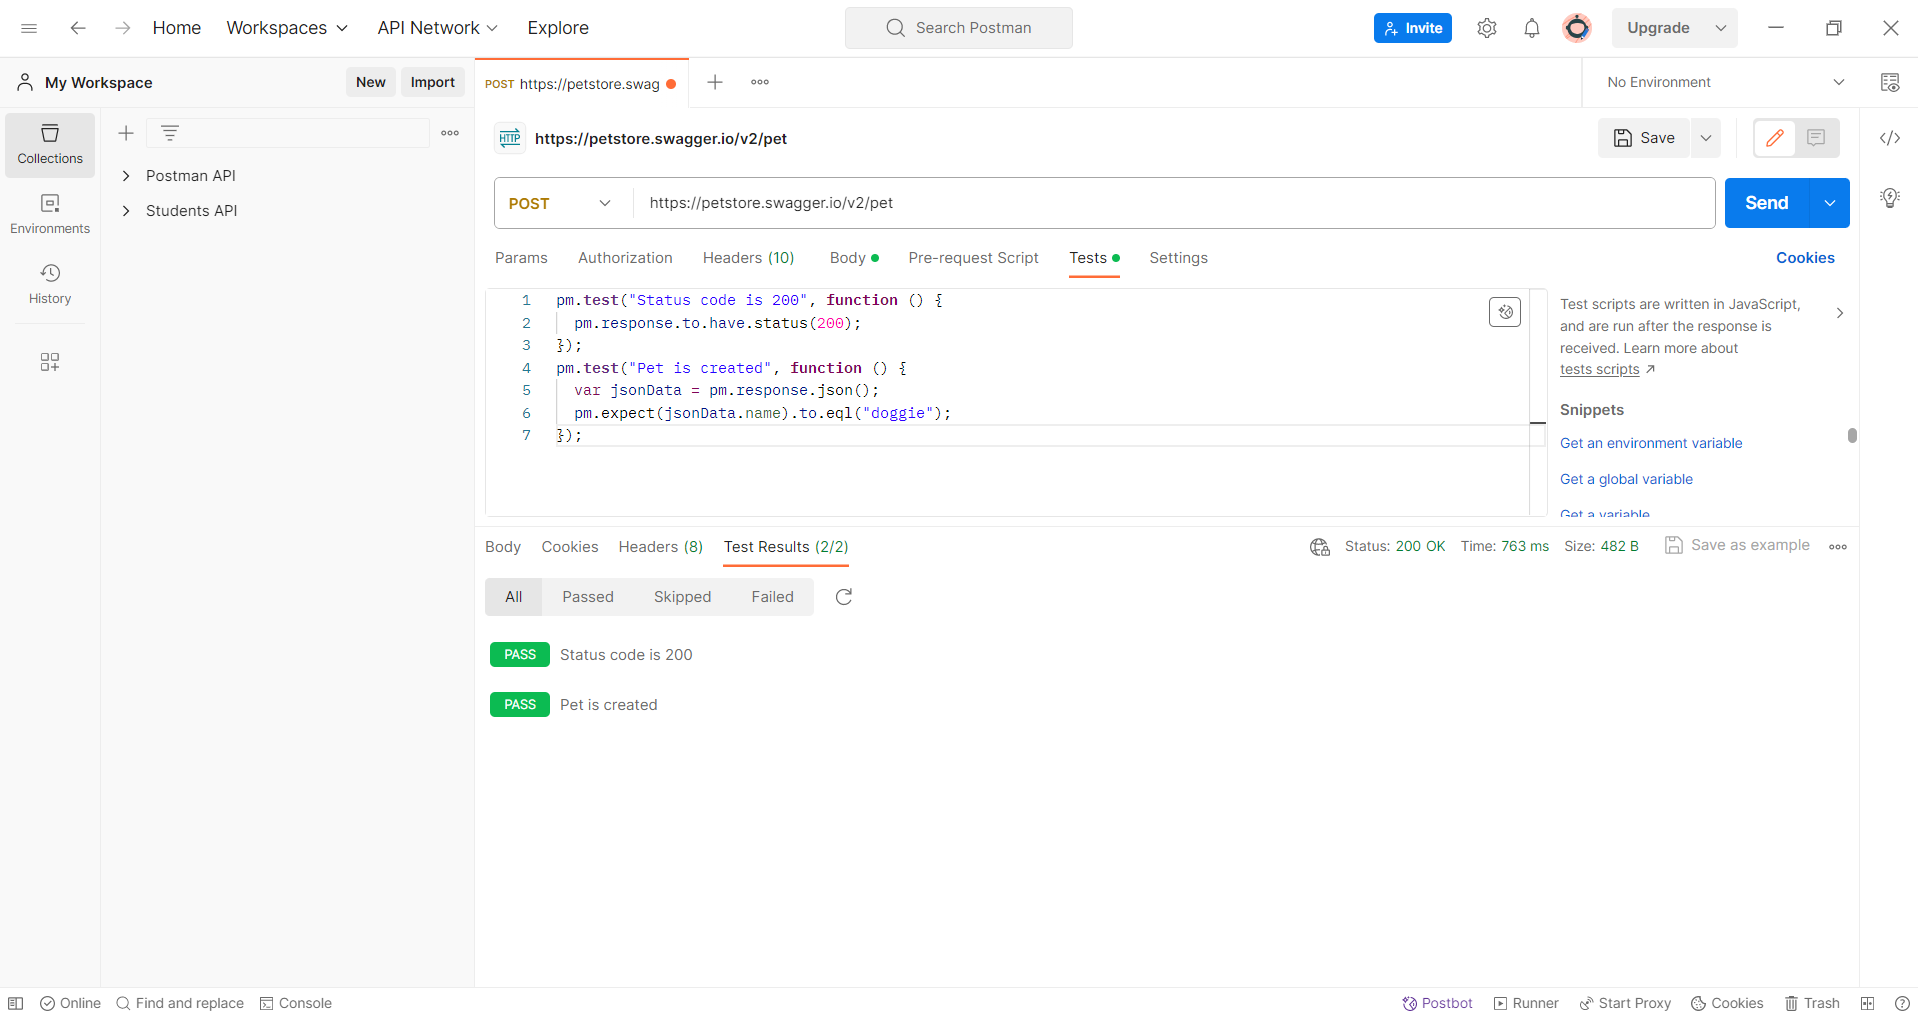 Home Workspaces API Network Explore Search Postman Invite Upgrade
My Workspace New Import POST https://petstore.swag No Environment
HTTP https://petstore.swagger.io/v2/pet Save
Collections
Environments
History
Postman API
Students API
POST https://petstore.swagger.io/v2/pet Send
Params Authorization Headers (10) Body Pre-request Script Tests Settings Cookies
1 pm.test("Status code is 200", function () {
2 pm.response.to.have.status(200);
3 });
4 pm.test("Pet is created", function () {
5 var jsonData = pm.response.json();
6 pm.expect(jsonData.name).to.eql("doggie");
7 });
Test scripts are written in JavaScript,
and are run after the response is
received. Learn more about
tests scripts ↗
Snippets
Get an environment variable
Get a global variable
Get a variable
Body Cookies Headers (8) Test Results (2/2) Status: 200 OK Time: 763 ms Size: 482 B Save as example
All Passed Skipped Failed
PASS Status code is 200
PASS Pet is created
Online Find and replace Console Postbot Runner Start Proxy Cookies Trash